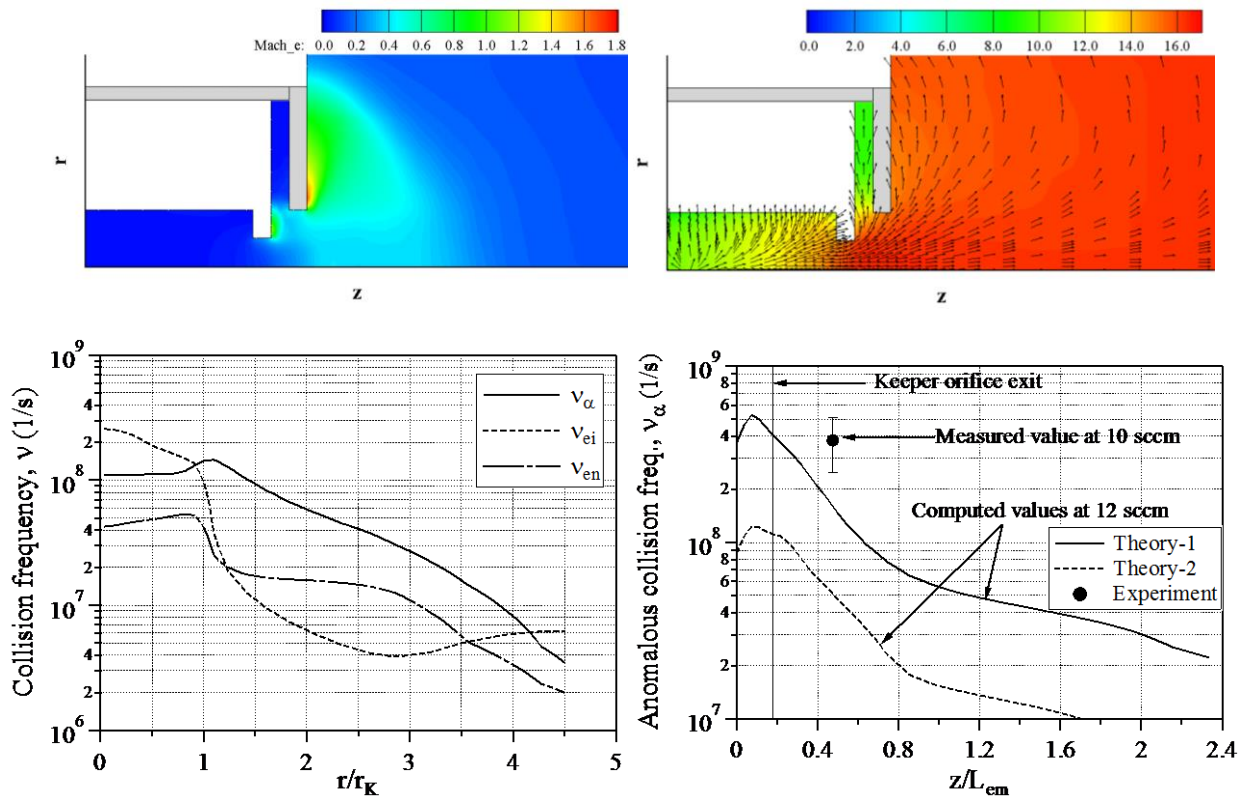 Mach_e: 0.0 0.2 0.4 0.6 0.8 1.0 1.2 1.4 1.6 1.8
r
z
0.0 2.0 4.0 6.0 8.0 10.0 12.0 14.0 16.0
r
z
Collision frequency, ν (1/s)
10⁹
4
2
10⁸
4
2
10⁷
4
2
10⁶
ν_α
ν_ei
ν_en
0 1 2 3 4 5
r/r_K
Anomalous collision freq., ν_α (1/s)
10⁹
8
6
4
2
10⁸
8
6
4
2
10⁷
Keeper orifice exit
Measured value at 10 sccm
Computed values at 12 sccm
Theory-1
Theory-2
Experiment
0 0.4 0.8 1.2 1.6 2 2.4
z/L_em